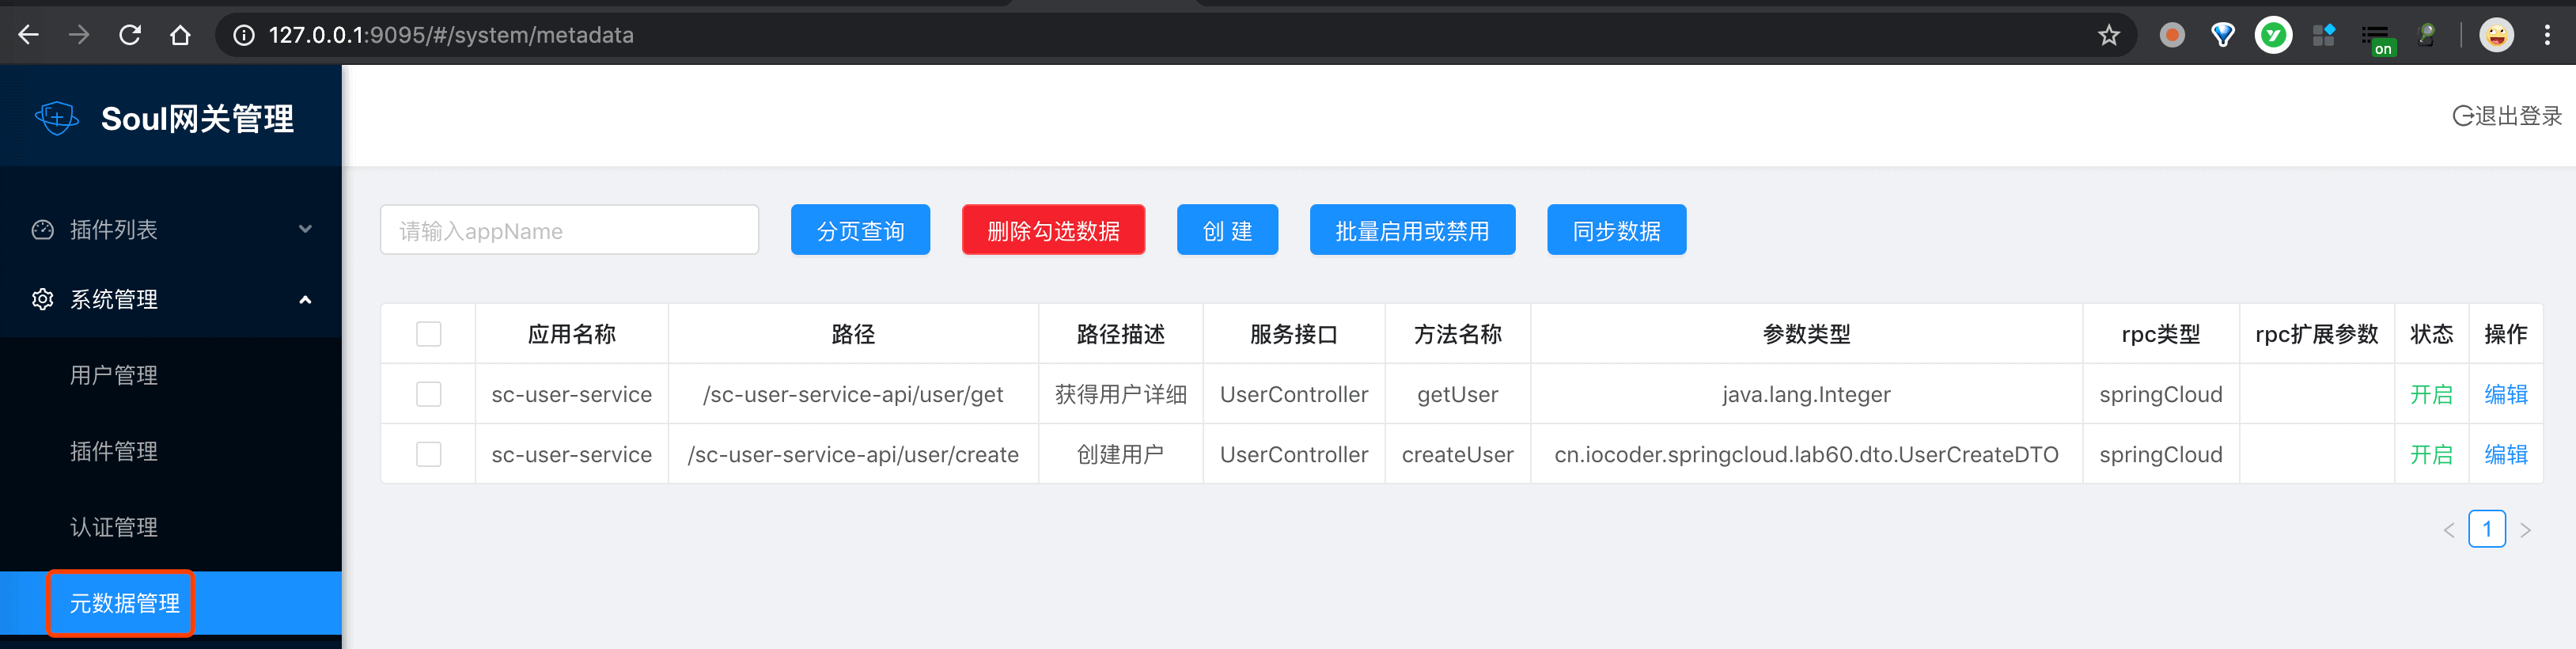 127.0.0.1:9095/#/system/metadata
on
Soul网关管理
退出登录
插件列表
系统管理
用户管理
插件管理
认证管理
元数据管理
请输入appName 分页查询 删除勾选数据 创 建 批量启用或禁用 同步数据
应用名称 路径 路径描述 服务接口 方法名称 参数类型 rpc类型 rpc扩展参数 状态 操作
sc-user-service /sc-user-service-api/user/get 获得用户详细 UserController getUser java.lang.Integer springCloud 开启 编辑
sc-user-service /sc-user-service-api/user/create 创建用户 UserController createUser cn.iocoder.springcloud.lab60.dto.UserCreateDTO springCloud 开启 编辑
1